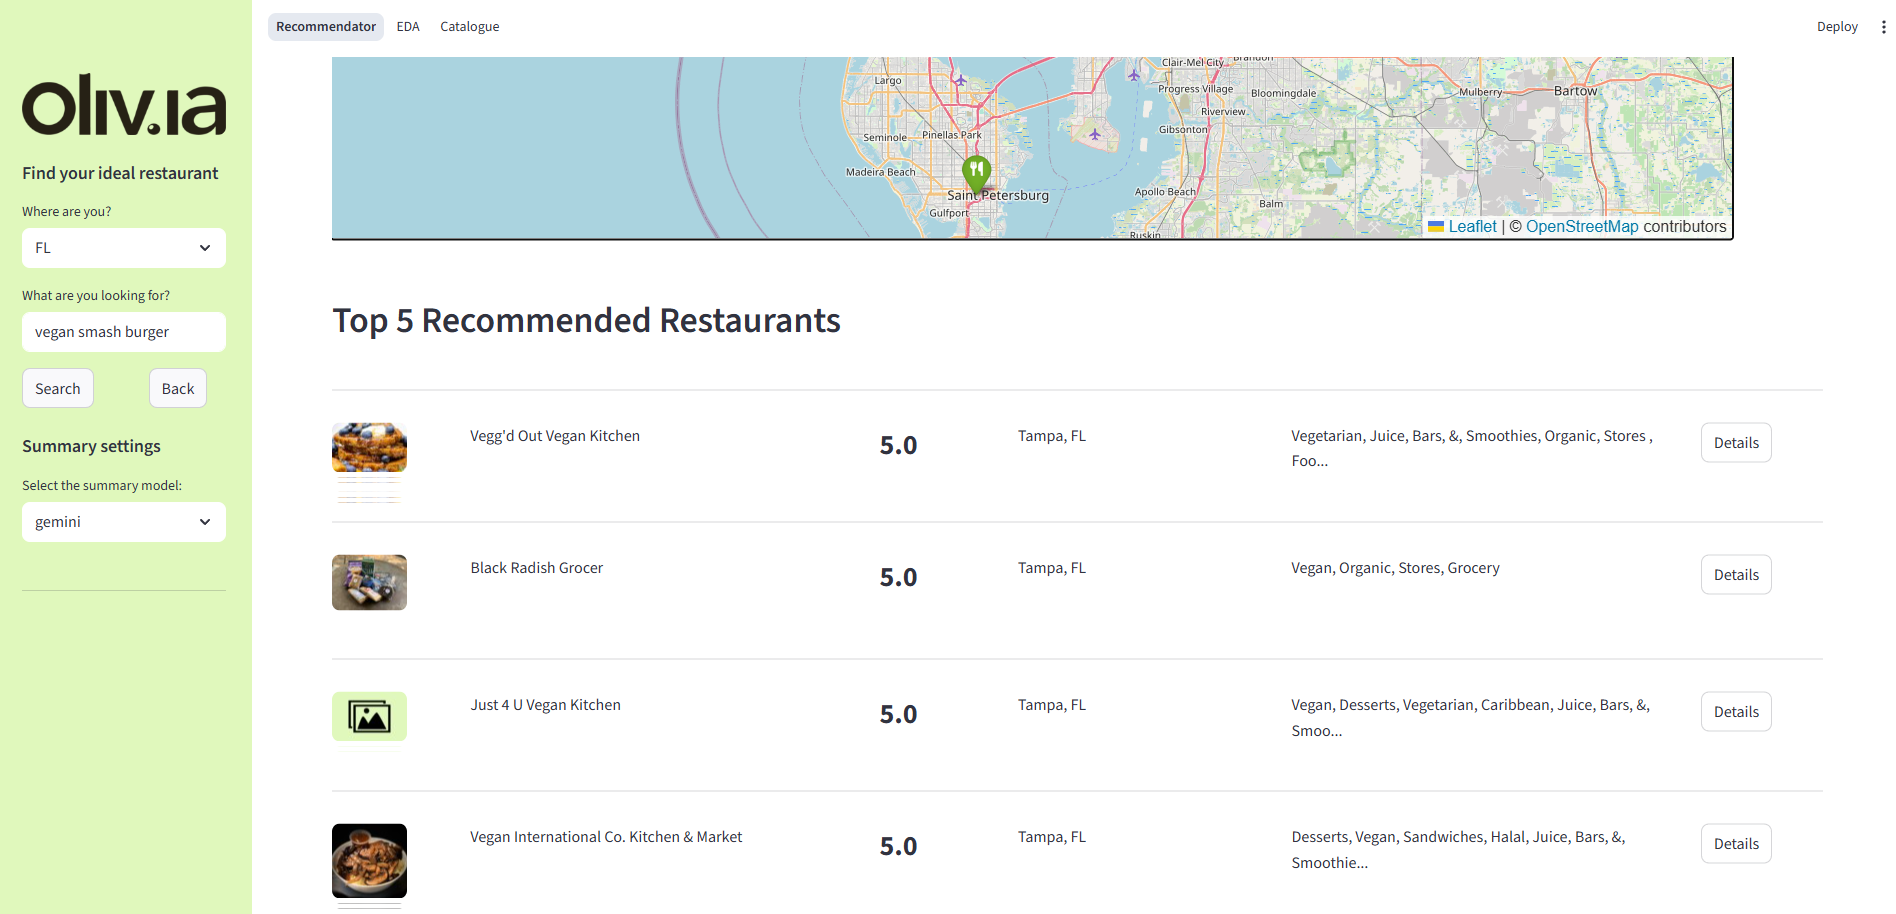 Recommendator
EDA
Catalogue
Deploy
Oliv.ia
Find your ideal restaurant
Where are you?
FL
What are you looking for?
vegan smash burger
Search
Back
Summary settings
Select the summary model:
gemini
Clair-Mel City
Largo
Progress Village
Bloomingdale
Mulberry
Bartow
Riverview
Seminole
Pinellas Park
Gibsonton
Madeira Beach
Saint Petersburg
Apollo Beach
Balm
Gulfport
Ruskin
Leaflet | © OpenStreetMap contributors
Top 5 Recommended Restaurants
Vegg'd Out Vegan Kitchen
5.0
Tampa, FL
Vegetarian, Juice, Bars, &, Smoothies, Organic, Stores ,
Foo...
Details
Black Radish Grocer
5.0
Tampa, FL
Vegan, Organic, Stores, Grocery
Details
Just 4 U Vegan Kitchen
5.0
Tampa, FL
Vegan, Desserts, Vegetarian, Caribbean, Juice, Bars, &,
Smoo...
Details
Vegan International Co. Kitchen & Market
5.0
Tampa, FL
Desserts, Vegan, Sandwiches, Halal, Juice, Bars, &,
Smoothie...
Details